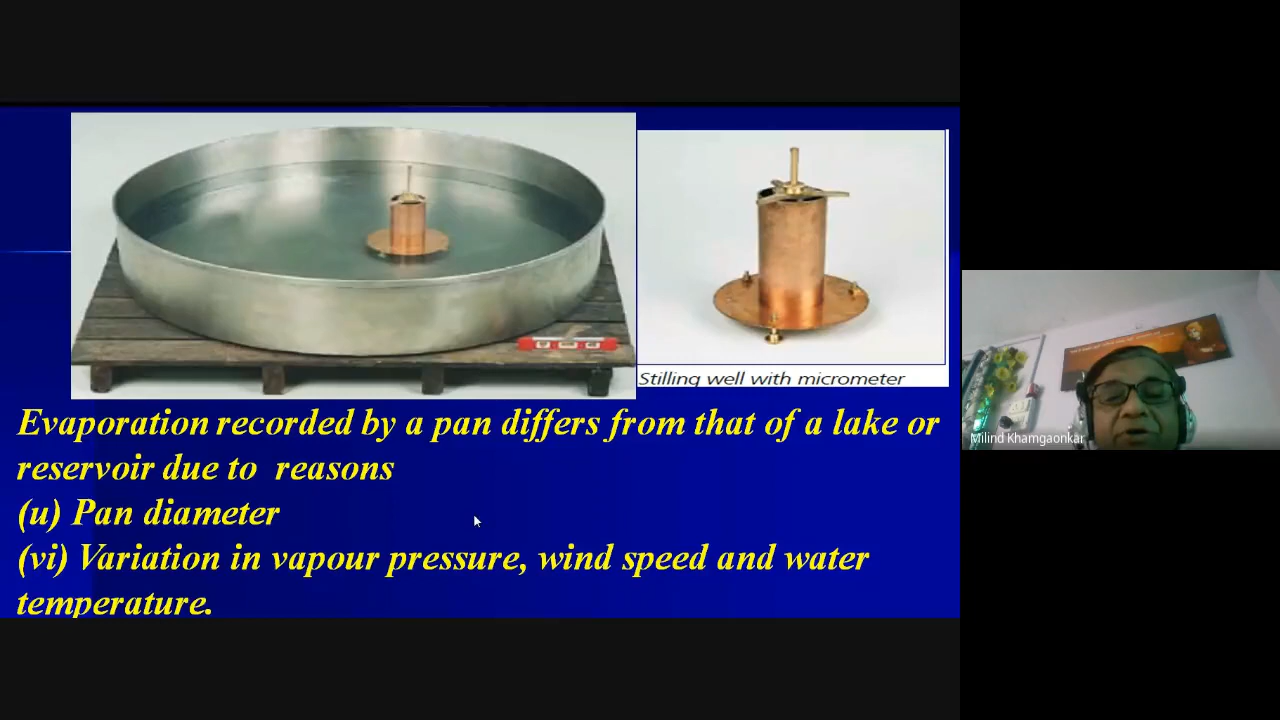 Stilling well with micrometer
Evaporation recorded by a pan differs from that of a lake or
reservoir due to reasons
(u) Pan diameter
(vi) Variation in vapour pressure, wind speed and water
temperature.
Milind Khamgaonkar